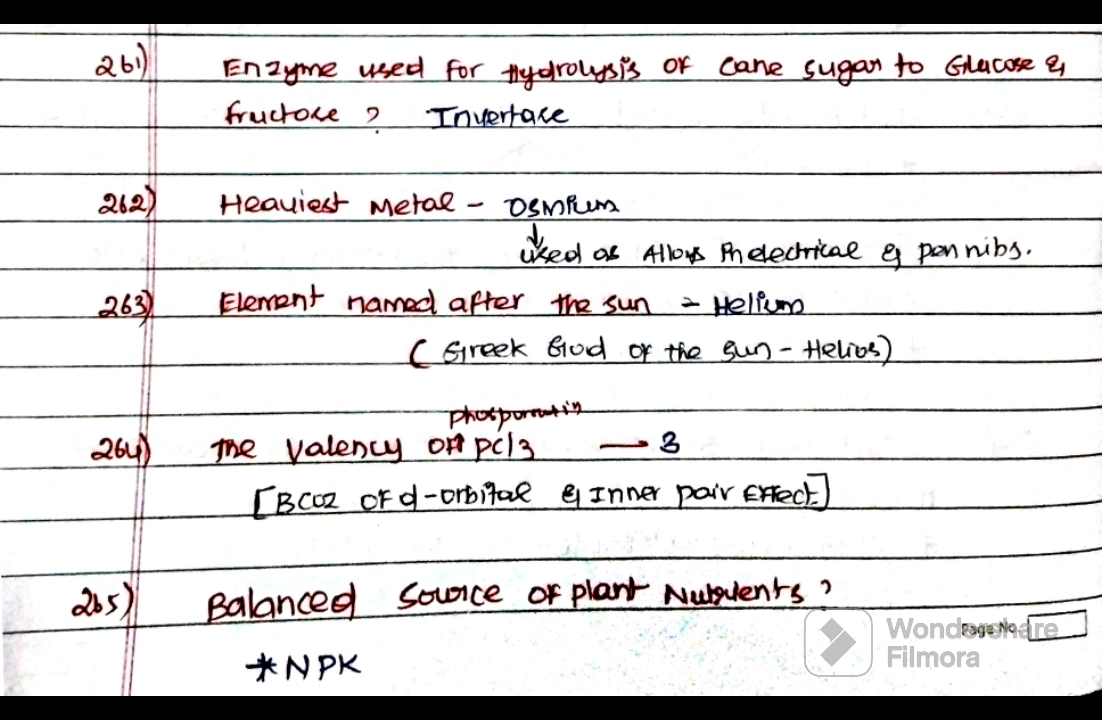 261) Enzyme used for Hydrolysis of Cane sugar to Glucose &
fructose ? Invertase
262) Heaviest Metal - Osmium
used as Alloys in electrical & pen nibs.
263) Element named after the sun - Helium
( Greek God of the sun - Helios)
phosporus in
264) The Valency of PCl3 → 3
[Bcoz of d-orbital & Inner pair Effect]
265) Balanced Source of plant Nutrients ?
Page No.
* NPK
Wondershare
Filmora